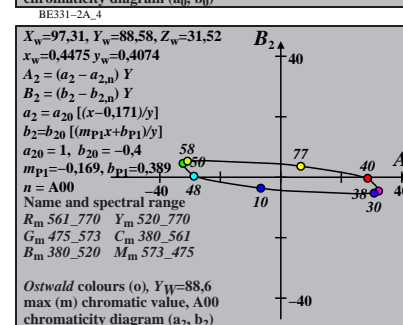 chromaticity diagram (a₀, b₀)
BE331-2A_4
X_w=97,31, Y_w=88,58, Z_w=31,52
x_w=0,4475 y_w=0,4074
A₂ = (a₂ – a₂,ₙ) Y
B₂ = (b₂ – b₂,ₙ) Y
a₂ = a₂₀ [(x-0,171)/y]
b₂=b₂₀ [(m_P1x+b_P1)/y]
a₂₀ = 1, b₂₀ = –0,4
m_P1=–0,169, b_P1=0,389
n = A00
Name and spectral range
R_m 561_770 Y_m 520_770
G_m 475_573 C_m 380_561
B_m 380_520 M_m 573_475
Ostwald colours (o), Y_W=88,6
max (m) chromatic value, A00
chromaticity diagram (a₂, b₂)
B₂
40
58
50
48
77
40
38
30
10
–40
4
–40